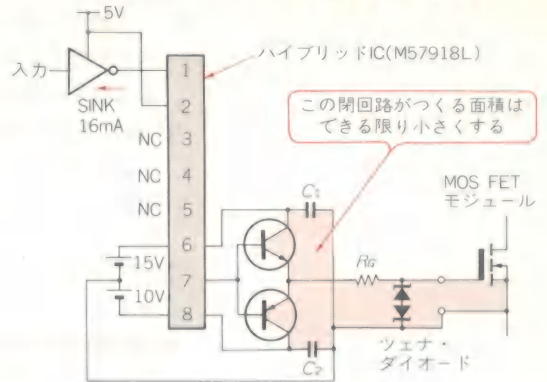 5V
ハイブリッドIC(M57918L)
入力
SINK
16mA
この閉回路がつくる面積は
できる限り小さくする
NC
NC
NC
1
2
3
4
5
6
7
8
C₁
MOS FET
モジュール
15V
10V
RG
C₂
ツェナ・
ダイオード